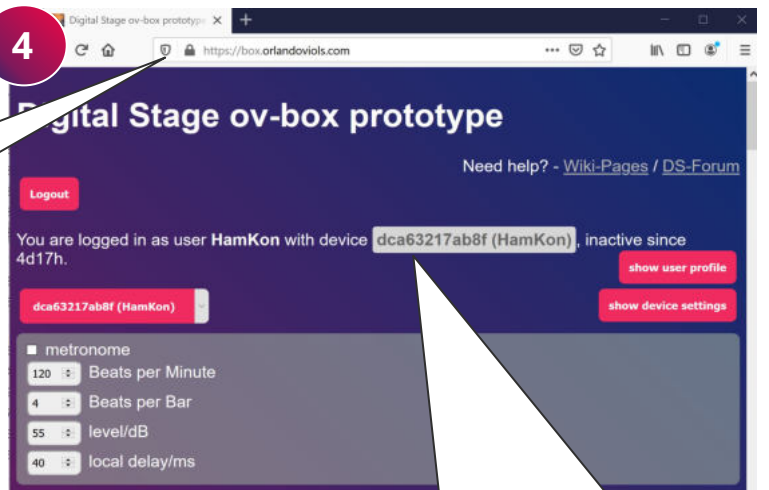 4
Digital Stage ov-box prototype
https://box.orlandoviols.com
Digital Stage ov-box prototype
Need help? - Wiki-Pages / DS-Forum
Logout
You are logged in as user HamKon with device dca63217ab8f (HamKon), inactive since
4d17h.
show user profile
dca63217ab8f (HamKon)
show device settings
metronome
120 Beats per Minute
4 Beats per Bar
55 level/dB
40 local delay/ms